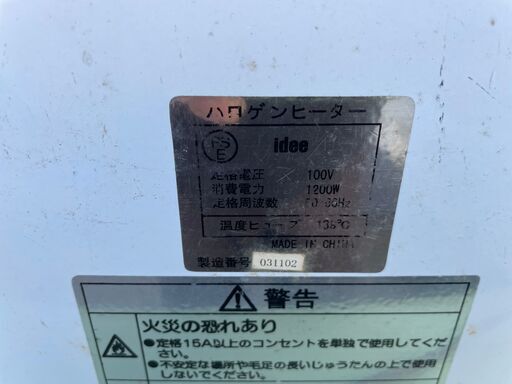 ハロゲンヒーター
PS
E
idee
定格電圧 100V
消費電力 1200W
定格周波数 50-60Hz
温度ヒューズ 139°C
MADE IN CHINA
製造番号 031102
警告
火災の恐れあり
●定格15A以上のコンセントを単独で使用してくだ
さい。
●不安定な場所や毛足の長いじゅうたんの上で使用
しないでください。